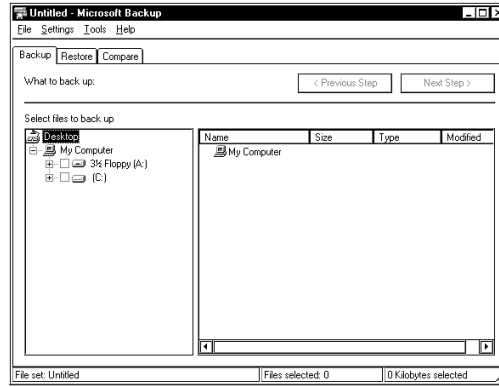 Untitled - Microsoft Backup
File Settings Tools Help
Backup Restore Compare
What to back up:
< Previous Step Next Step >
Select files to back up
Desktop
My Computer
3½ Floppy (A:)
(C:)
Name Size Type Modified
My Computer
File set: Untitled Files selected: 0 0 Kilobytes selected